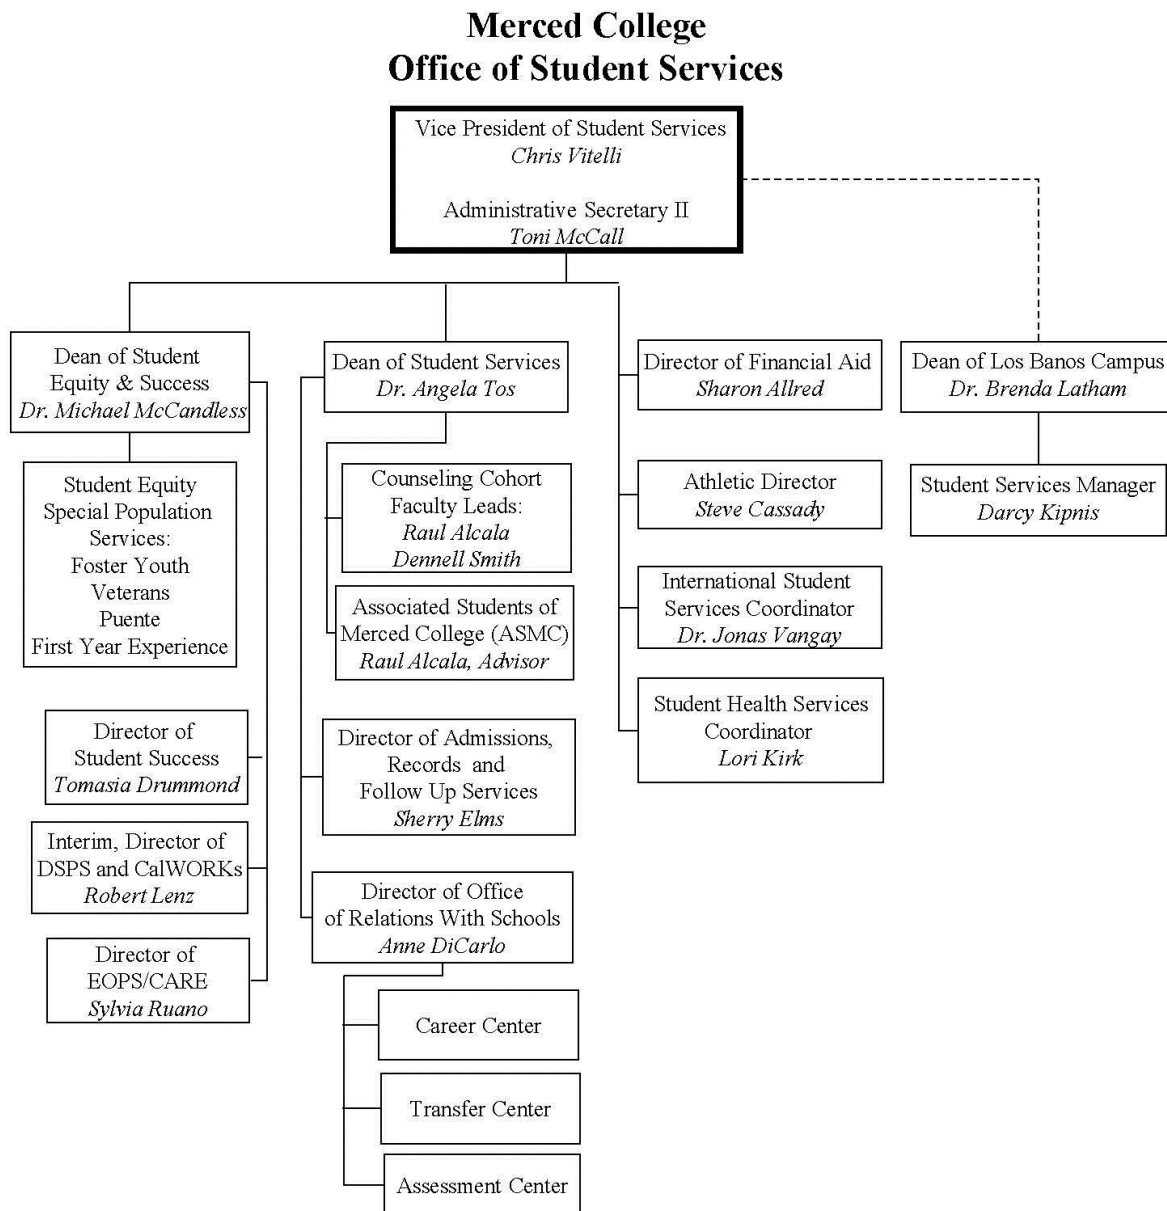 Merced College
Office of Student Services
Vice President of Student Services
Chris Vitelli
Administrative Secretary II
Toni McCall
Dean of Student
Equity & Success
Dr. Michael McCandless
Student Equity
Special Population
Services:
Foster Youth
Veterans
Puente
First Year Experience
Director of
Student Success
Tomasia Drummond
Interim, Director of
DSPS and CalWORKs
Robert Lenz
Director of
EOPS/CARE
Sylvia Ruano
Dean of Student Services
Dr. Angela Tos
Counseling Cohort
Faculty Leads:
Raul Alcala
Dennell Smith
Associated Students of
Merced College (ASMC)
Raul Alcala, Advisor
Director of Admissions,
Records and
Follow Up Services
Sherry Elms
Director of Office
of Relations With Schools
Anne DiCarlo
Career Center
Transfer Center
Assessment Center
Director of Financial Aid
Sharon Allred
Athletic Director
Steve Cassady
International Student
Services Coordinator
Dr. Jonas Vangay
Student Health Services
Coordinator
Lori Kirk
Dean of Los Banos Campus
Dr. Brenda Latham
Student Services Manager
Darcy Kipnis